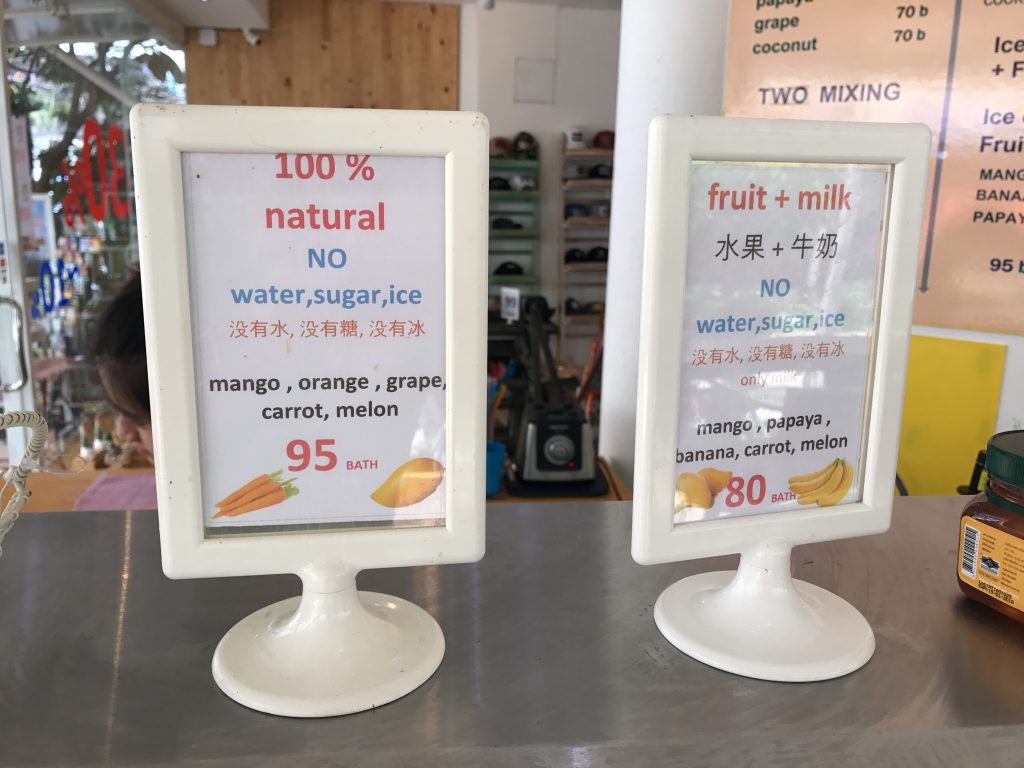 100 %
natural
NO
water,sugar,ice
没有水, 没有糖, 没有冰
mango , orange , grape,
carrot, melon
95 BATH
fruit + milk
水果 + 牛奶
NO
water,sugar,ice
没有水, 没有糖, 没有冰
only milk
mango , papaya ,
banana, carrot, melon
80 BATH
papaya
grape 70 b
coconut 70 b
TWO MIXING
Ice
+ F
Ice
Frui
MANG
BANA
PAPAY
95 b